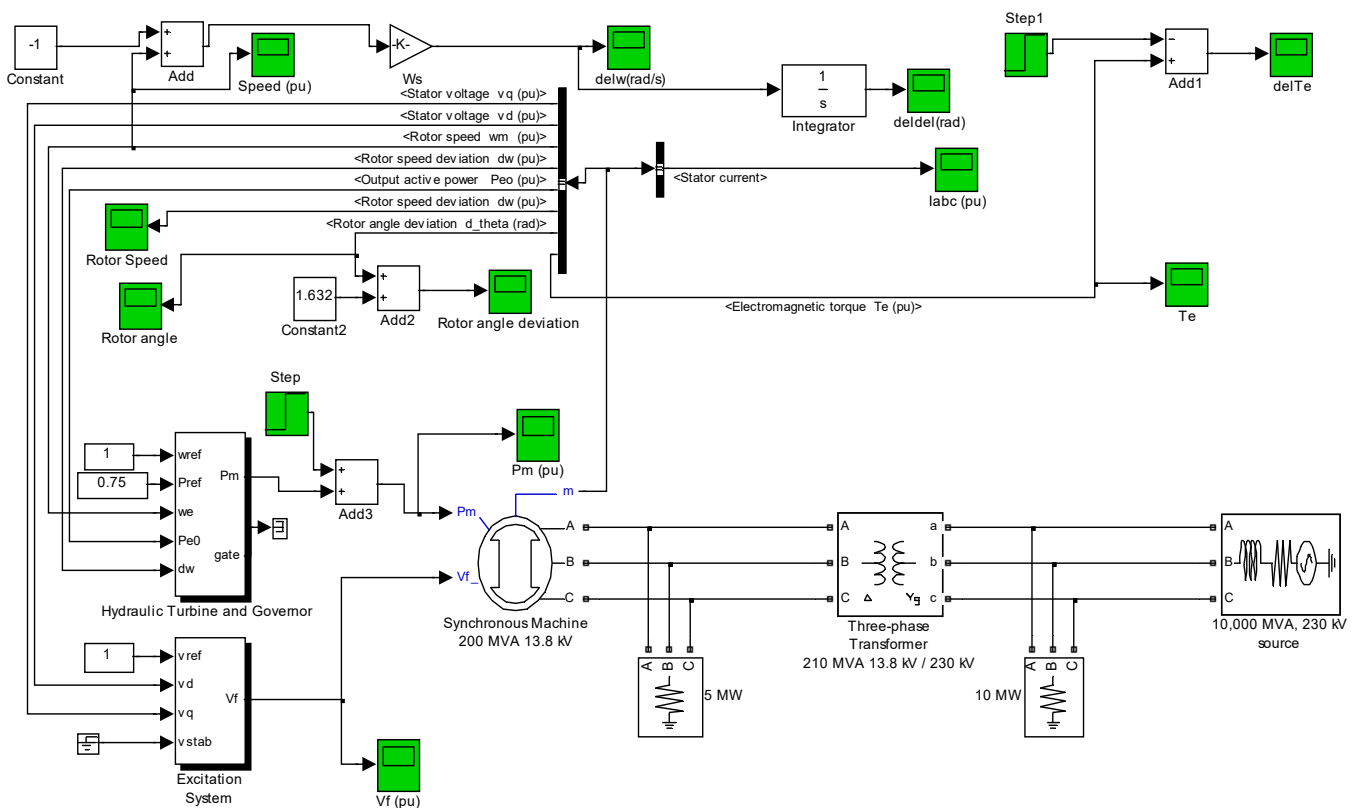 -1
Constant
+
+
Add
Speed (pu)
-K-
Ws
delw(rad/s)
1
s
Integrator
deldel(rad)
Step1
−
+
Add1
delTe
<Stator voltage vq (pu)>
<Stator voltage vd (pu)>
<Rotor speed wm (pu)>
<Rotor speed deviation dw (pu)>
<Output active power Peo (pu)>
<Rotor speed deviation dw (pu)>
<Rotor angle deviation d_theta (rad)>
<Stator current>
Iabc (pu)
Rotor Speed
Rotor angle
1.632
Constant2
+
+
Add2
Rotor angle deviation
<Electromagnetic torque Te (pu)>
Te
Step
+
+
Add3
Pm (pu)
1
0.75
wref
Pref
we
Pe0
dw
Pm
gate
Hydraulic Turbine and Governor
Pm
Vf_
m
A
B
C
Synchronous Machine
200 MVA 13.8 kV
A
B
C
5 MW
A
B
C
Δ
Yg
a
b
c
Three-phase
Transformer
210 MVA 13.8 kV / 230 kV
A
B
C
10 MW
A
B
C
10,000 MVA, 230 kV
source
1
vref
vd
vq
vstab
Vf
Excitation
System
Vf (pu)